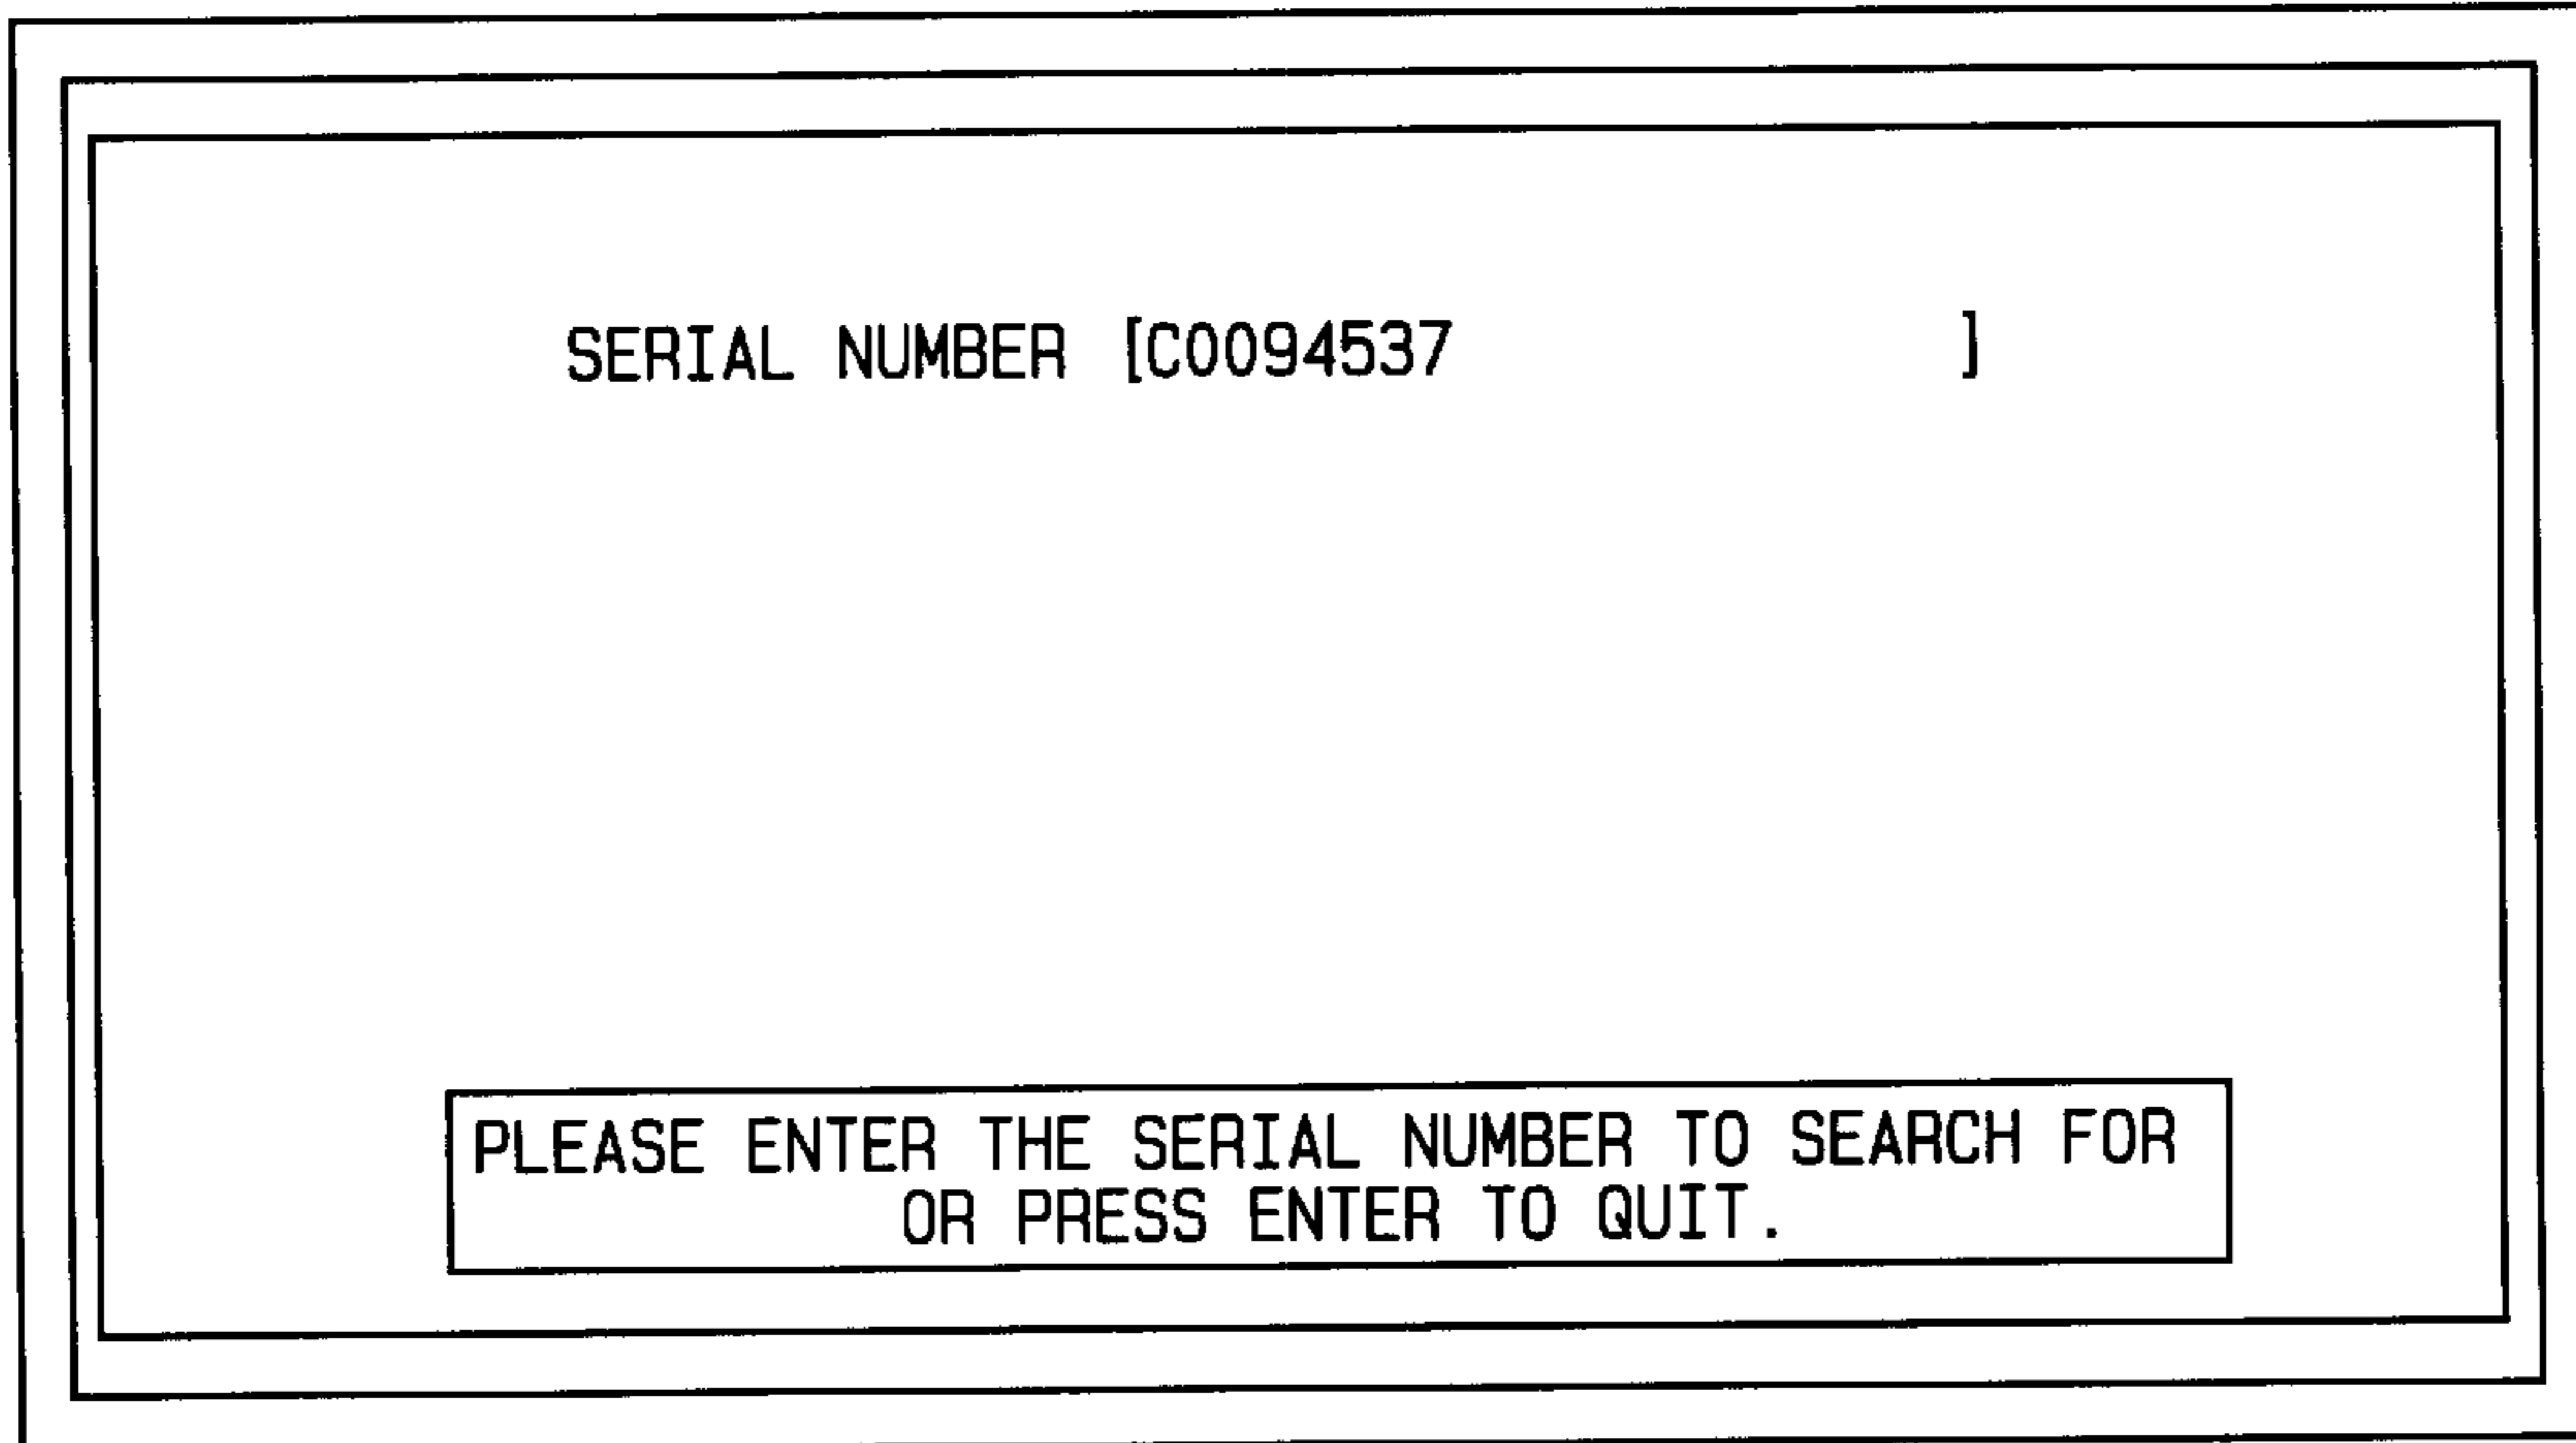 SERIAL NUMBER [C0094537 ]
PLEASE ENTER THE SERIAL NUMBER TO SEARCH FOR
OR PRESS ENTER TO QUIT.